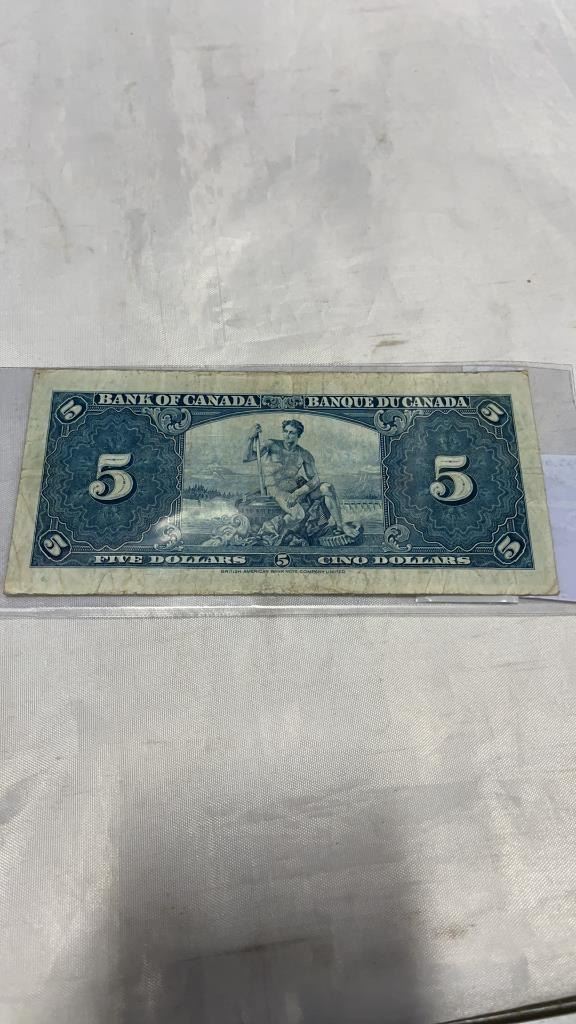 5 BANK OF CANADA BANQUE DU CANADA 5
5 5
5 FIVE DOLLARS 5 CINQ DOLLARS 5
BRITISH AMERICAN BANK NOTE COMPANY LIMITED